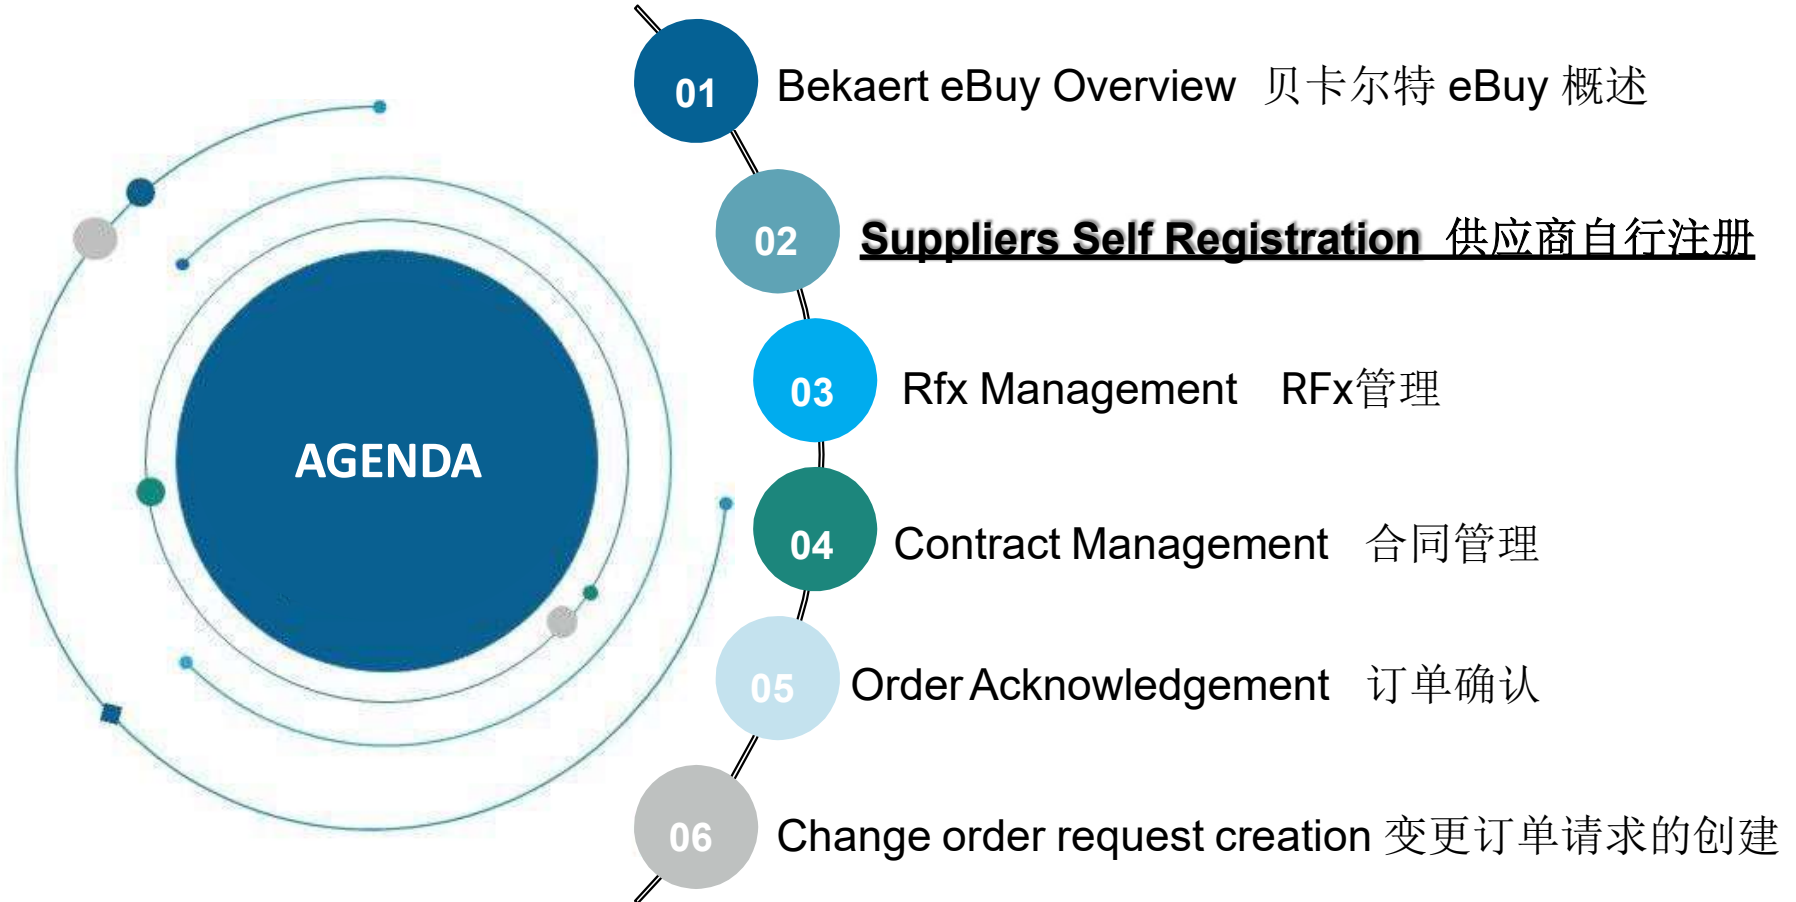 AGENDA
01 Bekaert eBuy Overview 贝卡尔特 eBuy 概述
02 Suppliers Self Registration 供应商自行注册
03 Rfx Management RFx管理
04 Contract Management 合同管理
05 Order Acknowledgement 订单确认
06 Change order request creation 变更订单请求的创建